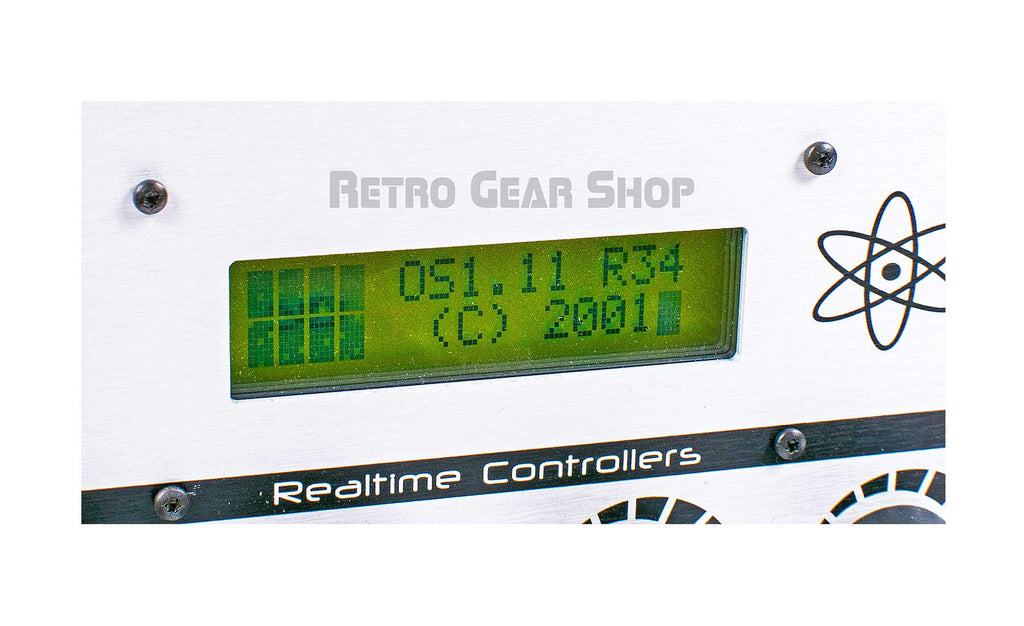 Retro Gear Shop
OS1.11 R34
(C) 2001
Realtime Controllers